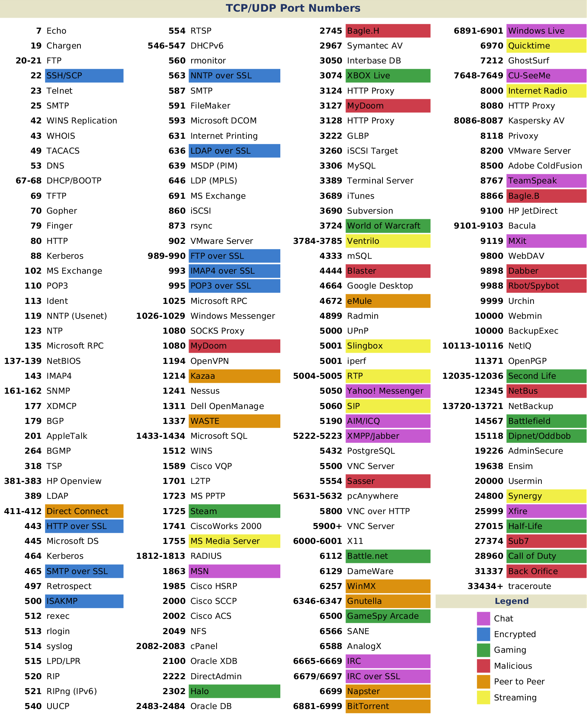 TCP/UDP Port Numbers
7 Echo
19 Chargen
20-21 FTP
22 SSH/SCP
23 Telnet
25 SMTP
42 WINS Replication
43 WHOIS
49 TACACS
53 DNS
67-68 DHCP/BOOTP
69 TFTP
70 Gopher
79 Finger
80 HTTP
88 Kerberos
102 MS Exchange
110 POP3
113 Ident
119 NNTP (Usenet)
123 NTP
135 Microsoft RPC
137-139 NetBIOS
143 IMAP4
161-162 SNMP
177 XDMCP
179 BGP
201 AppleTalk
264 BGMP
318 TSP
381-383 HP Openview
389 LDAP
411-412 Direct Connect
443 HTTP over SSL
445 Microsoft DS
464 Kerberos
465 SMTP over SSL
497 Retrospect
500 ISAKMP
512 rexec
513 rlogin
514 syslog
515 LPD/LPR
520 RIP
521 RIPng (IPv6)
540 UUCP
554 RTSP
546-547 DHCPv6
560 rmonitor
563 NNTP over SSL
587 SMTP
591 FileMaker
593 Microsoft DCOM
631 Internet Printing
636 LDAP over SSL
639 MSDP (PIM)
646 LDP (MPLS)
691 MS Exchange
860 iSCSI
873 rsync
902 VMware Server
989-990 FTP over SSL
993 IMAP4 over SSL
995 POP3 over SSL
1025 Microsoft RPC
1026-1029 Windows Messenger
1080 SOCKS Proxy
1080 MyDoom
1194 OpenVPN
1214 Kazaa
1241 Nessus
1311 Dell OpenManage
1337 WASTE
1433-1434 Microsoft SQL
1512 WINS
1589 Cisco VQP
1701 L2TP
1723 MS PPTP
1725 Steam
1741 CiscoWorks 2000
1755 MS Media Server
1812-1813 RADIUS
1863 MSN
1985 Cisco HSRP
2000 Cisco SCCP
2002 Cisco ACS
2049 NFS
2082-2083 cPanel
2100 Oracle XDB
2222 DirectAdmin
2302 Halo
2483-2484 Oracle DB
2745 Bagle.H
2967 Symantec AV
3050 Interbase DB
3074 XBOX Live
3124 HTTP Proxy
3127 MyDoom
3128 HTTP Proxy
3222 GLBP
3260 iSCSI Target
3306 MySQL
3389 Terminal Server
3689 iTunes
3690 Subversion
3724 World of Warcraft
3784-3785 Ventrilo
4333 mSQL
4444 Blaster
4664 Google Desktop
4672 eMule
4899 Radmin
5000 UPnP
5001 Slingbox
5001 iperf
5004-5005 RTP
5050 Yahoo! Messenger
5060 SIP
5190 AIM/ICQ
5222-5223 XMPP/Jabber
5432 PostgreSQL
5500 VNC Server
5554 Sasser
5631-5632 pcAnywhere
5800 VNC over HTTP
5900+ VNC Server
6000-6001 X11
6112 Battle.net
6129 DameWare
6257 WinMX
6346-6347 Gnutella
6500 GameSpy Arcade
6566 SANE
6588 AnalogX
6665-6669 IRC
6679/6697 IRC over SSL
6699 Napster
6881-6999 BitTorrent
6891-6901 Windows Live
6970 Quicktime
7212 GhostSurf
7648-7649 CU-SeeMe
8000 Internet Radio
8080 HTTP Proxy
8086-8087 Kaspersky AV
8118 Privoxy
8200 VMware Server
8500 Adobe ColdFusion
8767 TeamSpeak
8866 Bagle.B
9100 HP JetDirect
9101-9103 Bacula
9119 MXit
9800 WebDAV
9898 Dabber
9988 Rbot/Spybot
9999 Urchin
10000 Webmin
10000 BackupExec
10113-10116 NetIQ
11371 OpenPGP
12035-12036 Second Life
12345 NetBus
13720-13721 NetBackup
14567 Battlefield
15118 Dipnet/Oddbob
19226 AdminSecure
19638 Ensim
20000 Usermin
24800 Synergy
25999 Xfire
27015 Half-Life
27374 Sub7
28960 Call of Duty
31337 Back Orifice
33434+ traceroute
Legend
Chat
Encrypted
Gaming
Malicious
Peer to Peer
Streaming